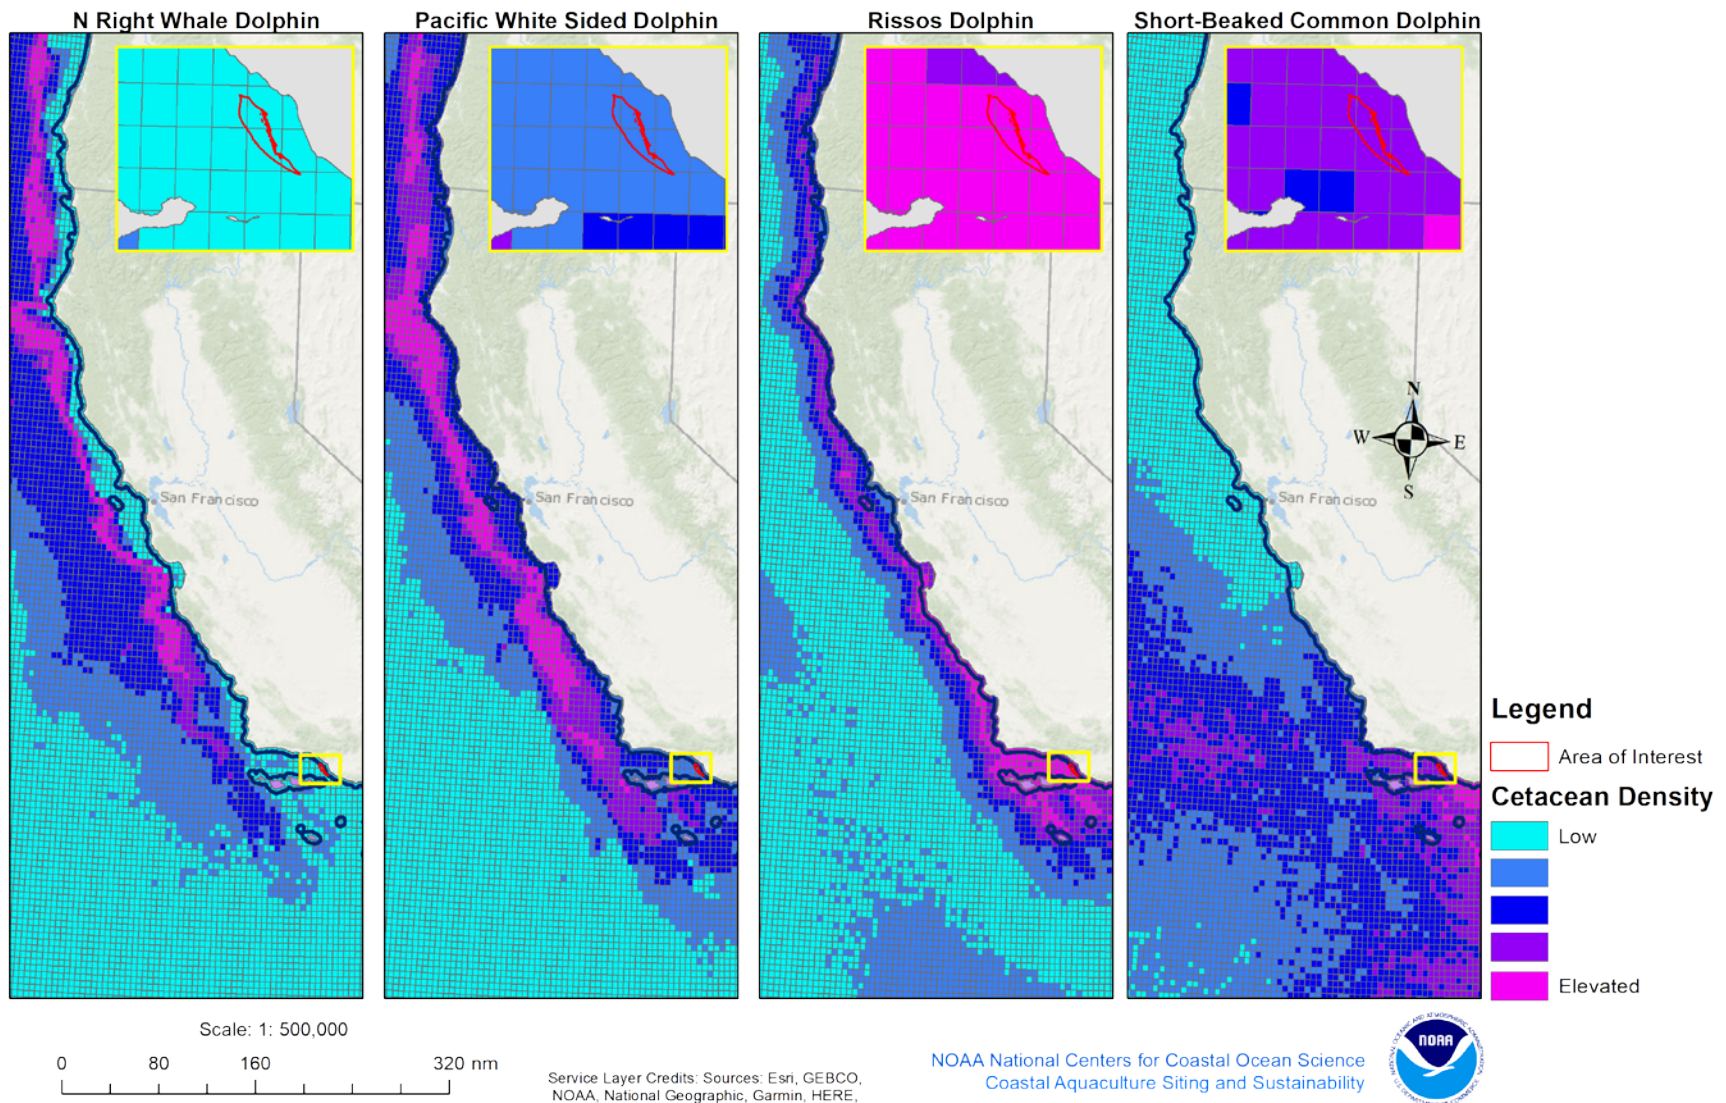 N Right Whale Dolphin
Pacific White Sided Dolphin
Rissos Dolphin
Short-Beaked Common Dolphin
San Francisco
San Francisco
San Francisco
San Francisco
N
W
E
S
Legend
Area of Interest
Cetacean Density
Low
Elevated
Scale: 1: 500,000
0 80 160 320 nm
Service Layer Credits: Sources: Esri, GEBCO,
NOAA, National Geographic, Garmin, HERE,
NOAA National Centers for Coastal Ocean Science
Coastal Aquaculture Siting and Sustainability
NOAA